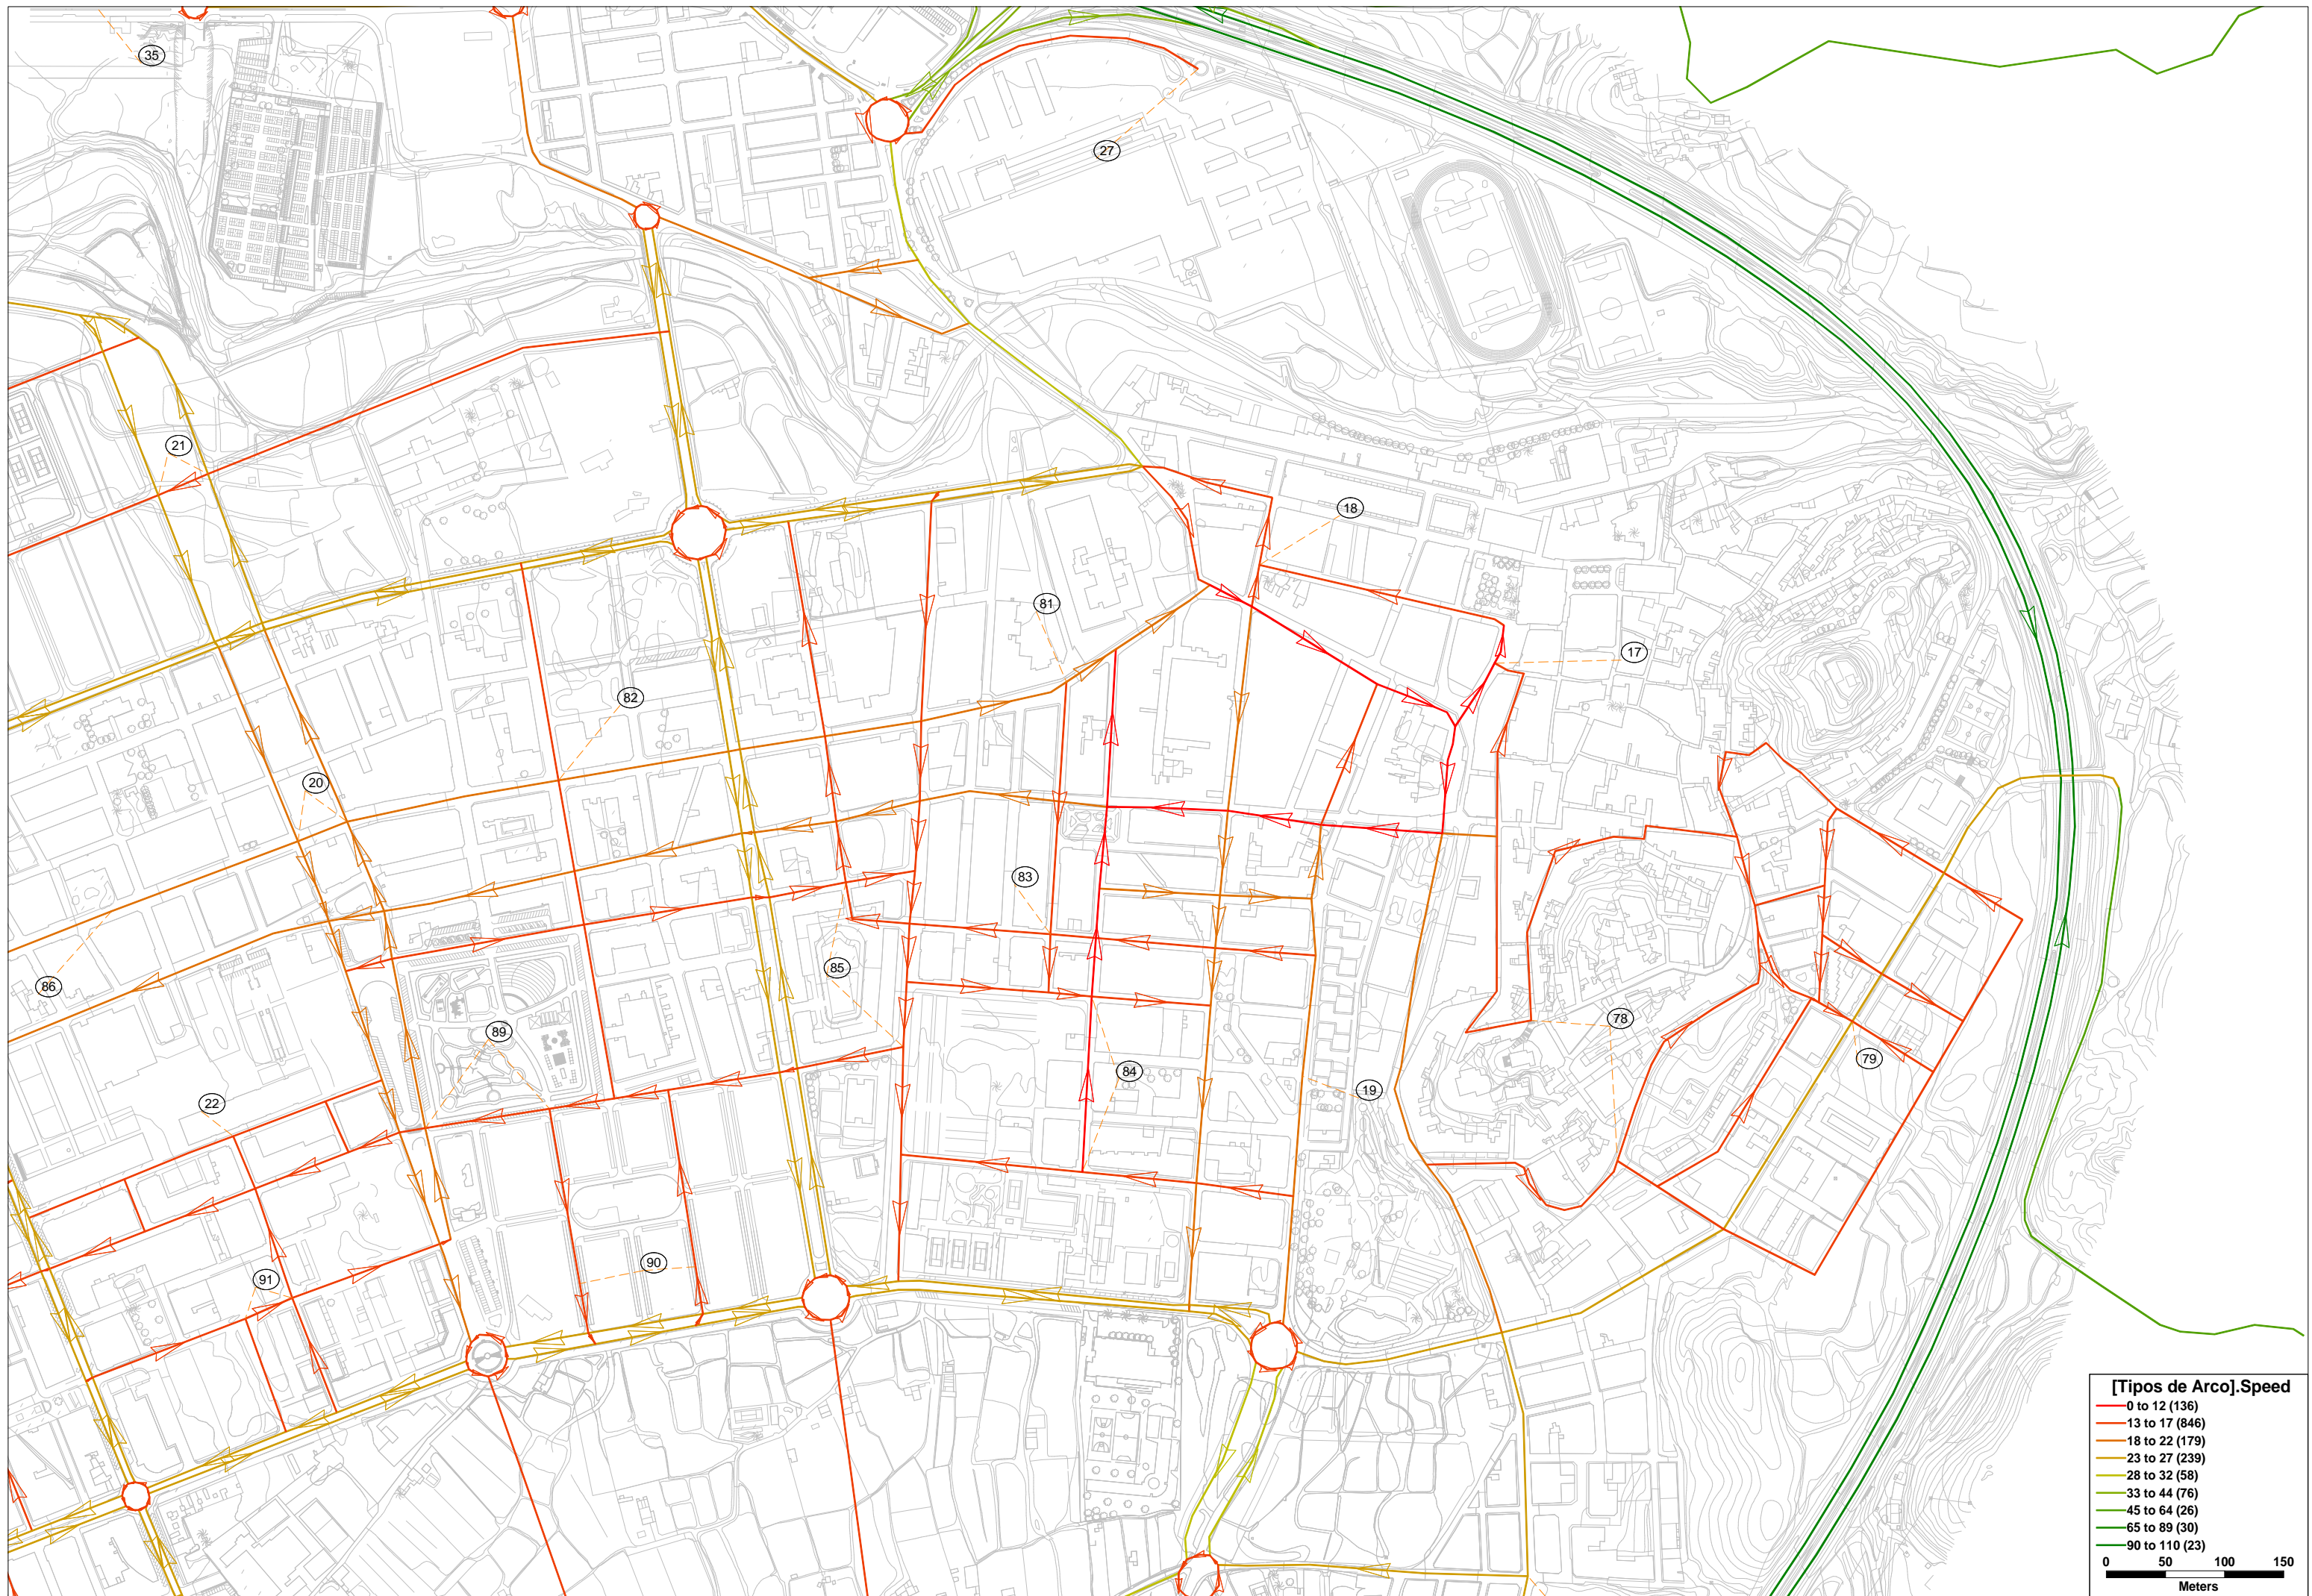 35
27
21
18
81
17
82
20
83
86
85
78
89
79
84
19
22
90
91
[Tipos de Arco].Speed
0 to 12 (136)
13 to 17 (846)
18 to 22 (179)
23 to 27 (239)
28 to 32 (58)
33 to 44 (76)
45 to 64 (26)
65 to 89 (30)
90 to 110 (23)
0 50 100 150
Meters